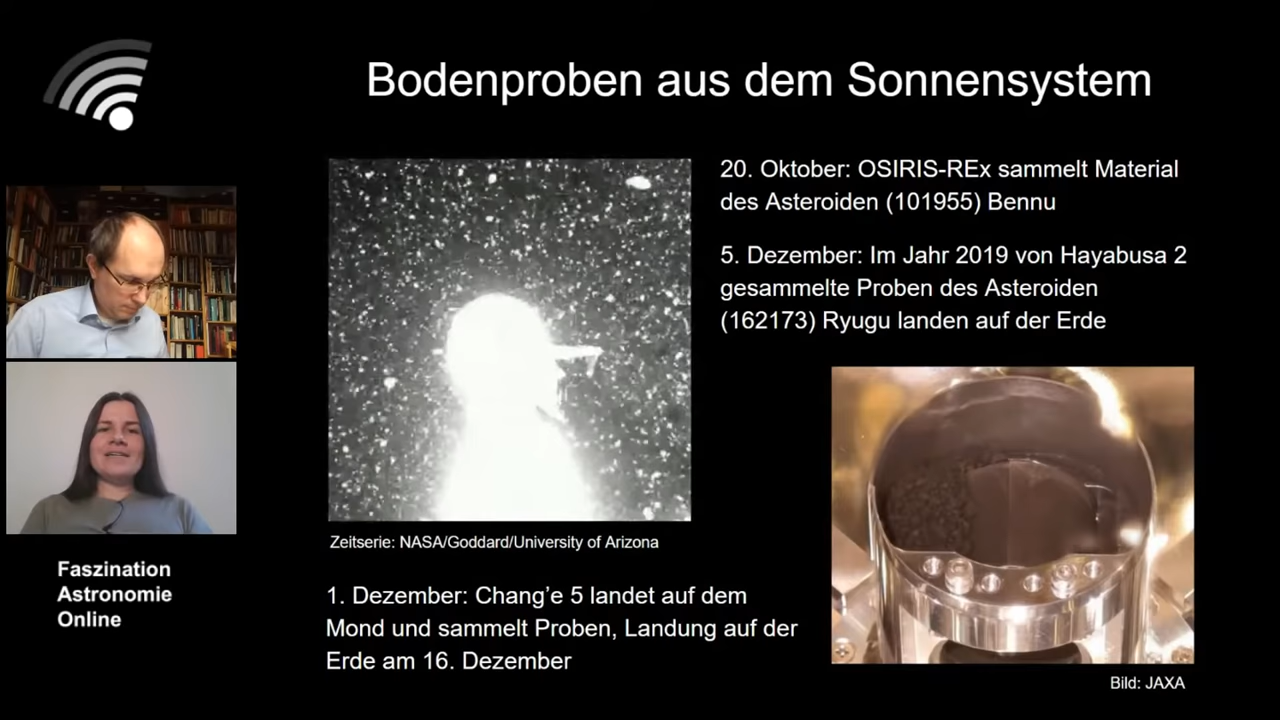 Bodenproben aus dem Sonnensystem
20. Oktober: OSIRIS-REx sammelt Material
des Asteroiden (101955) Bennu
5. Dezember: Im Jahr 2019 von Hayabusa 2
gesammelte Proben des Asteroiden
(162173) Ryugu landen auf der Erde
Zeitserie: NASA/Goddard/University of Arizona
1. Dezember: Chang’e 5 landet auf dem
Mond und sammelt Proben, Landung auf der
Erde am 16. Dezember
Bild: JAXA
Faszination
Astronomie
Online